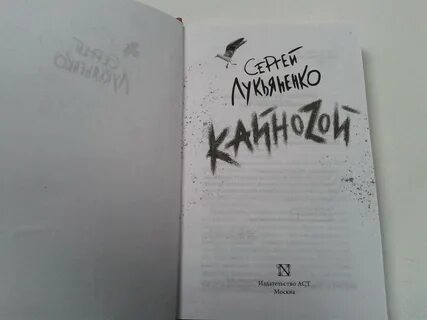 Сергей
Лукьяненко
КайноZой
Издательство АСТ
Москва